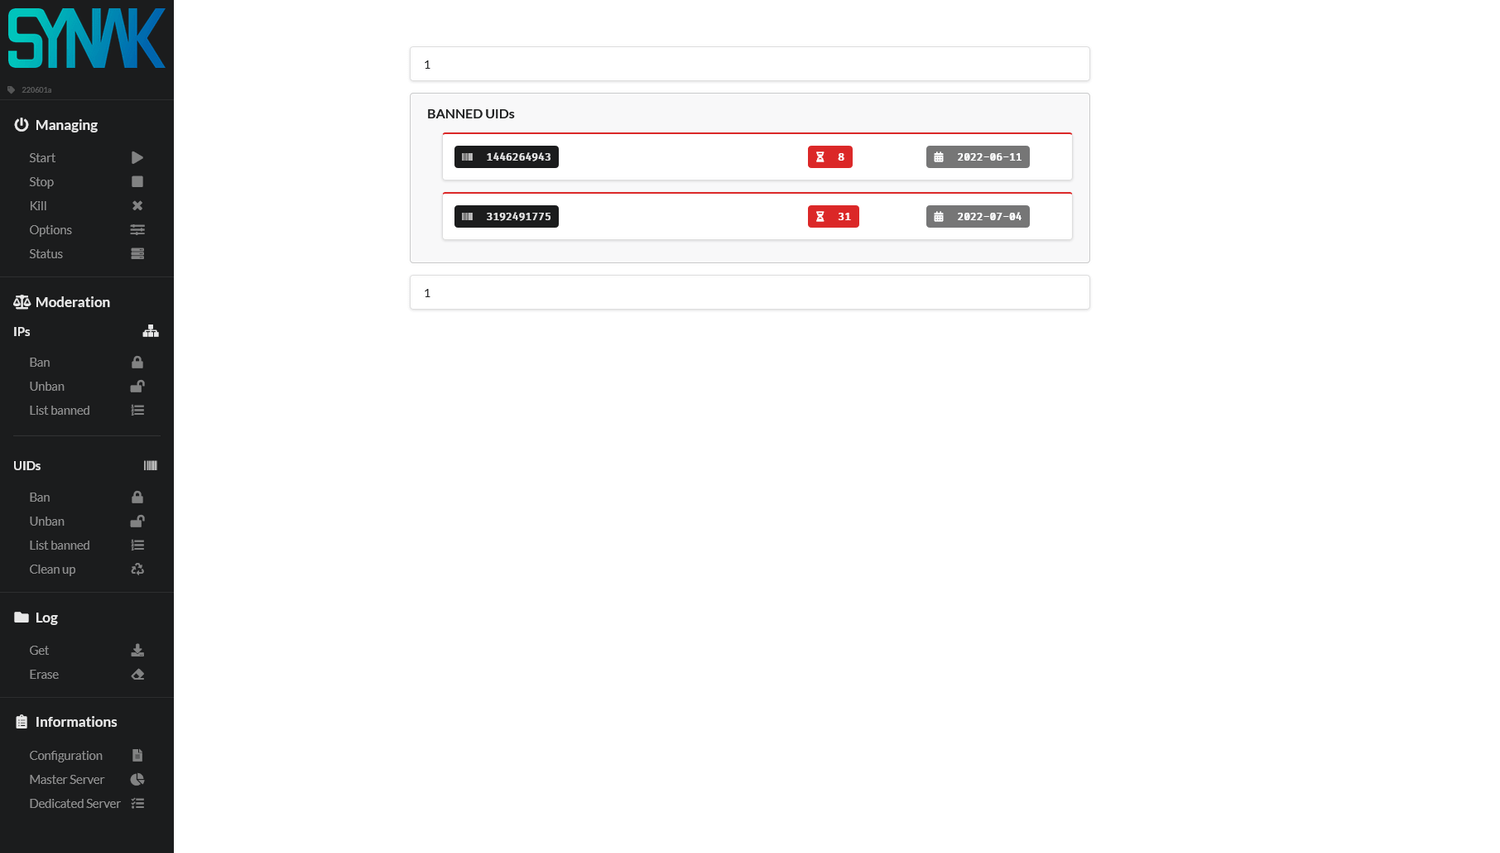 SYNAK
220601a
Managing
Start
Stop
Kill
Options
Status
Moderation
IPs
Ban
Unban
List banned
UIDs
Ban
Unban
List banned
Clean up
Log
Get
Erase
Informations
Configuration
Master Server
Dedicated Server
1
BANNED UIDs
1446264943 8 2022-06-11
3192491775 31 2022-07-04
1